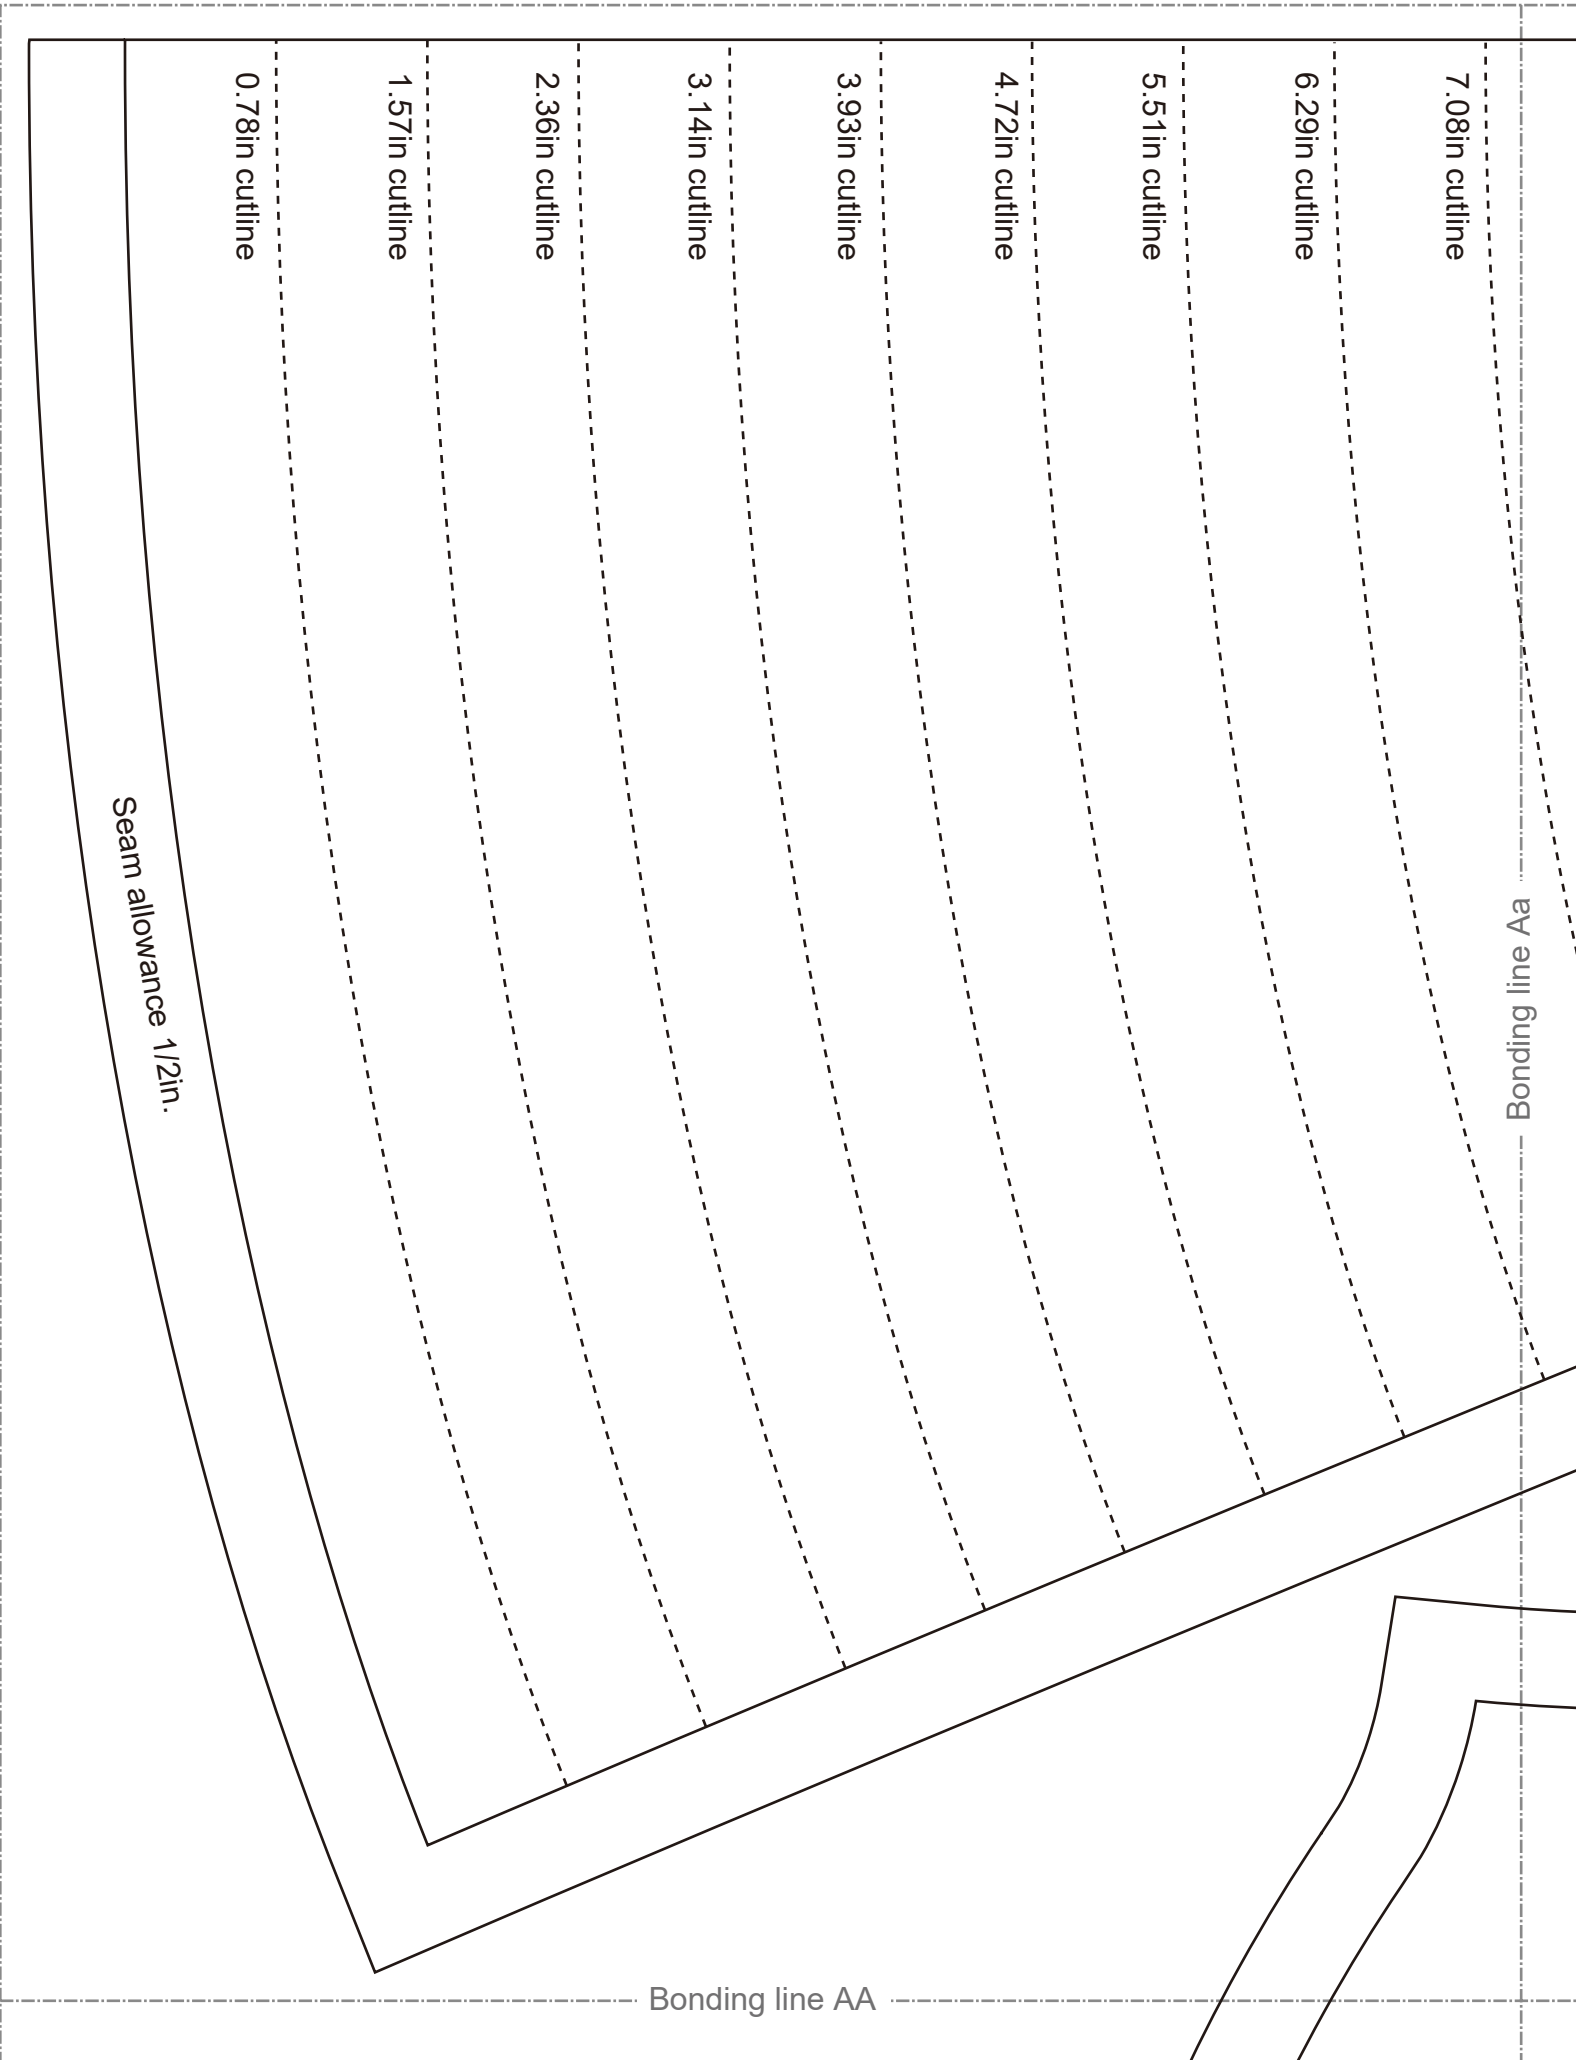 0.78in cutline
1.57in cutline
2.36in cutline
3.14in cutline
3.93in cutline
4.72in cutline
5.51in cutline
6.29in cutline
7.08in cutline
Seam allowance 1/2in.
Bonding line Aa
Bonding line AA